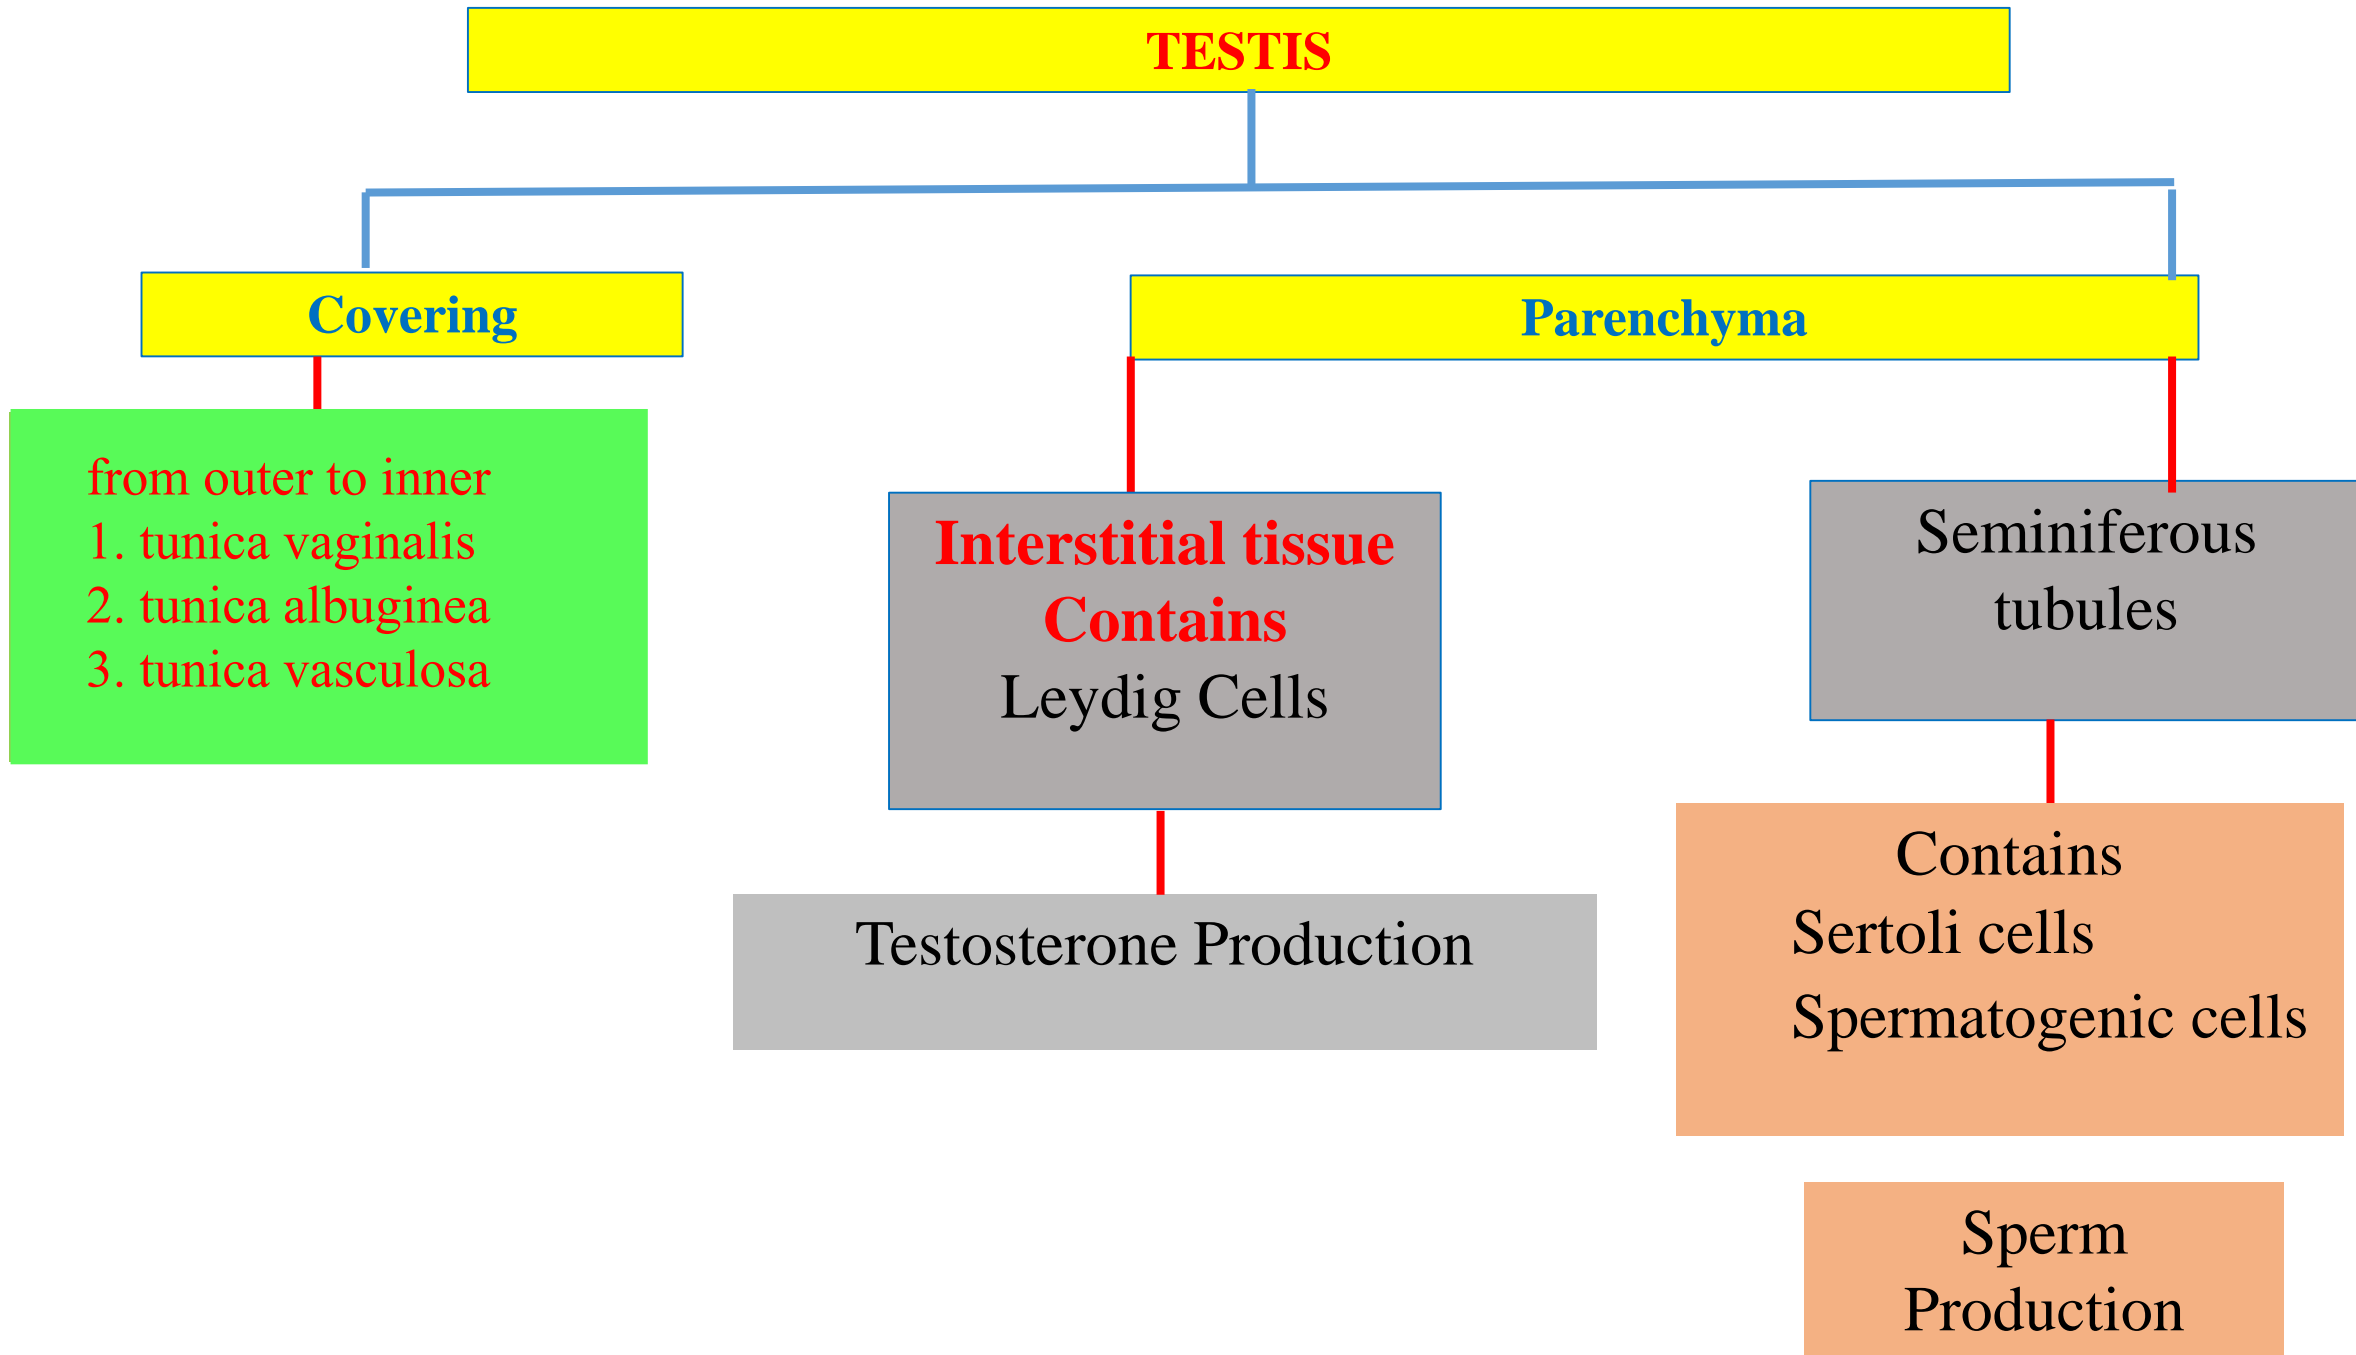 TESTIS
Covering
Parenchyma
from outer to inner
1. tunica vaginalis
2. tunica albuginea
3. tunica vasculosa
Interstitial tissue
Contains
Leydig Cells
Testosterone Production
Seminiferous
tubules
Contains
Sertoli cells
Spermatogenic cells
Sperm
Production